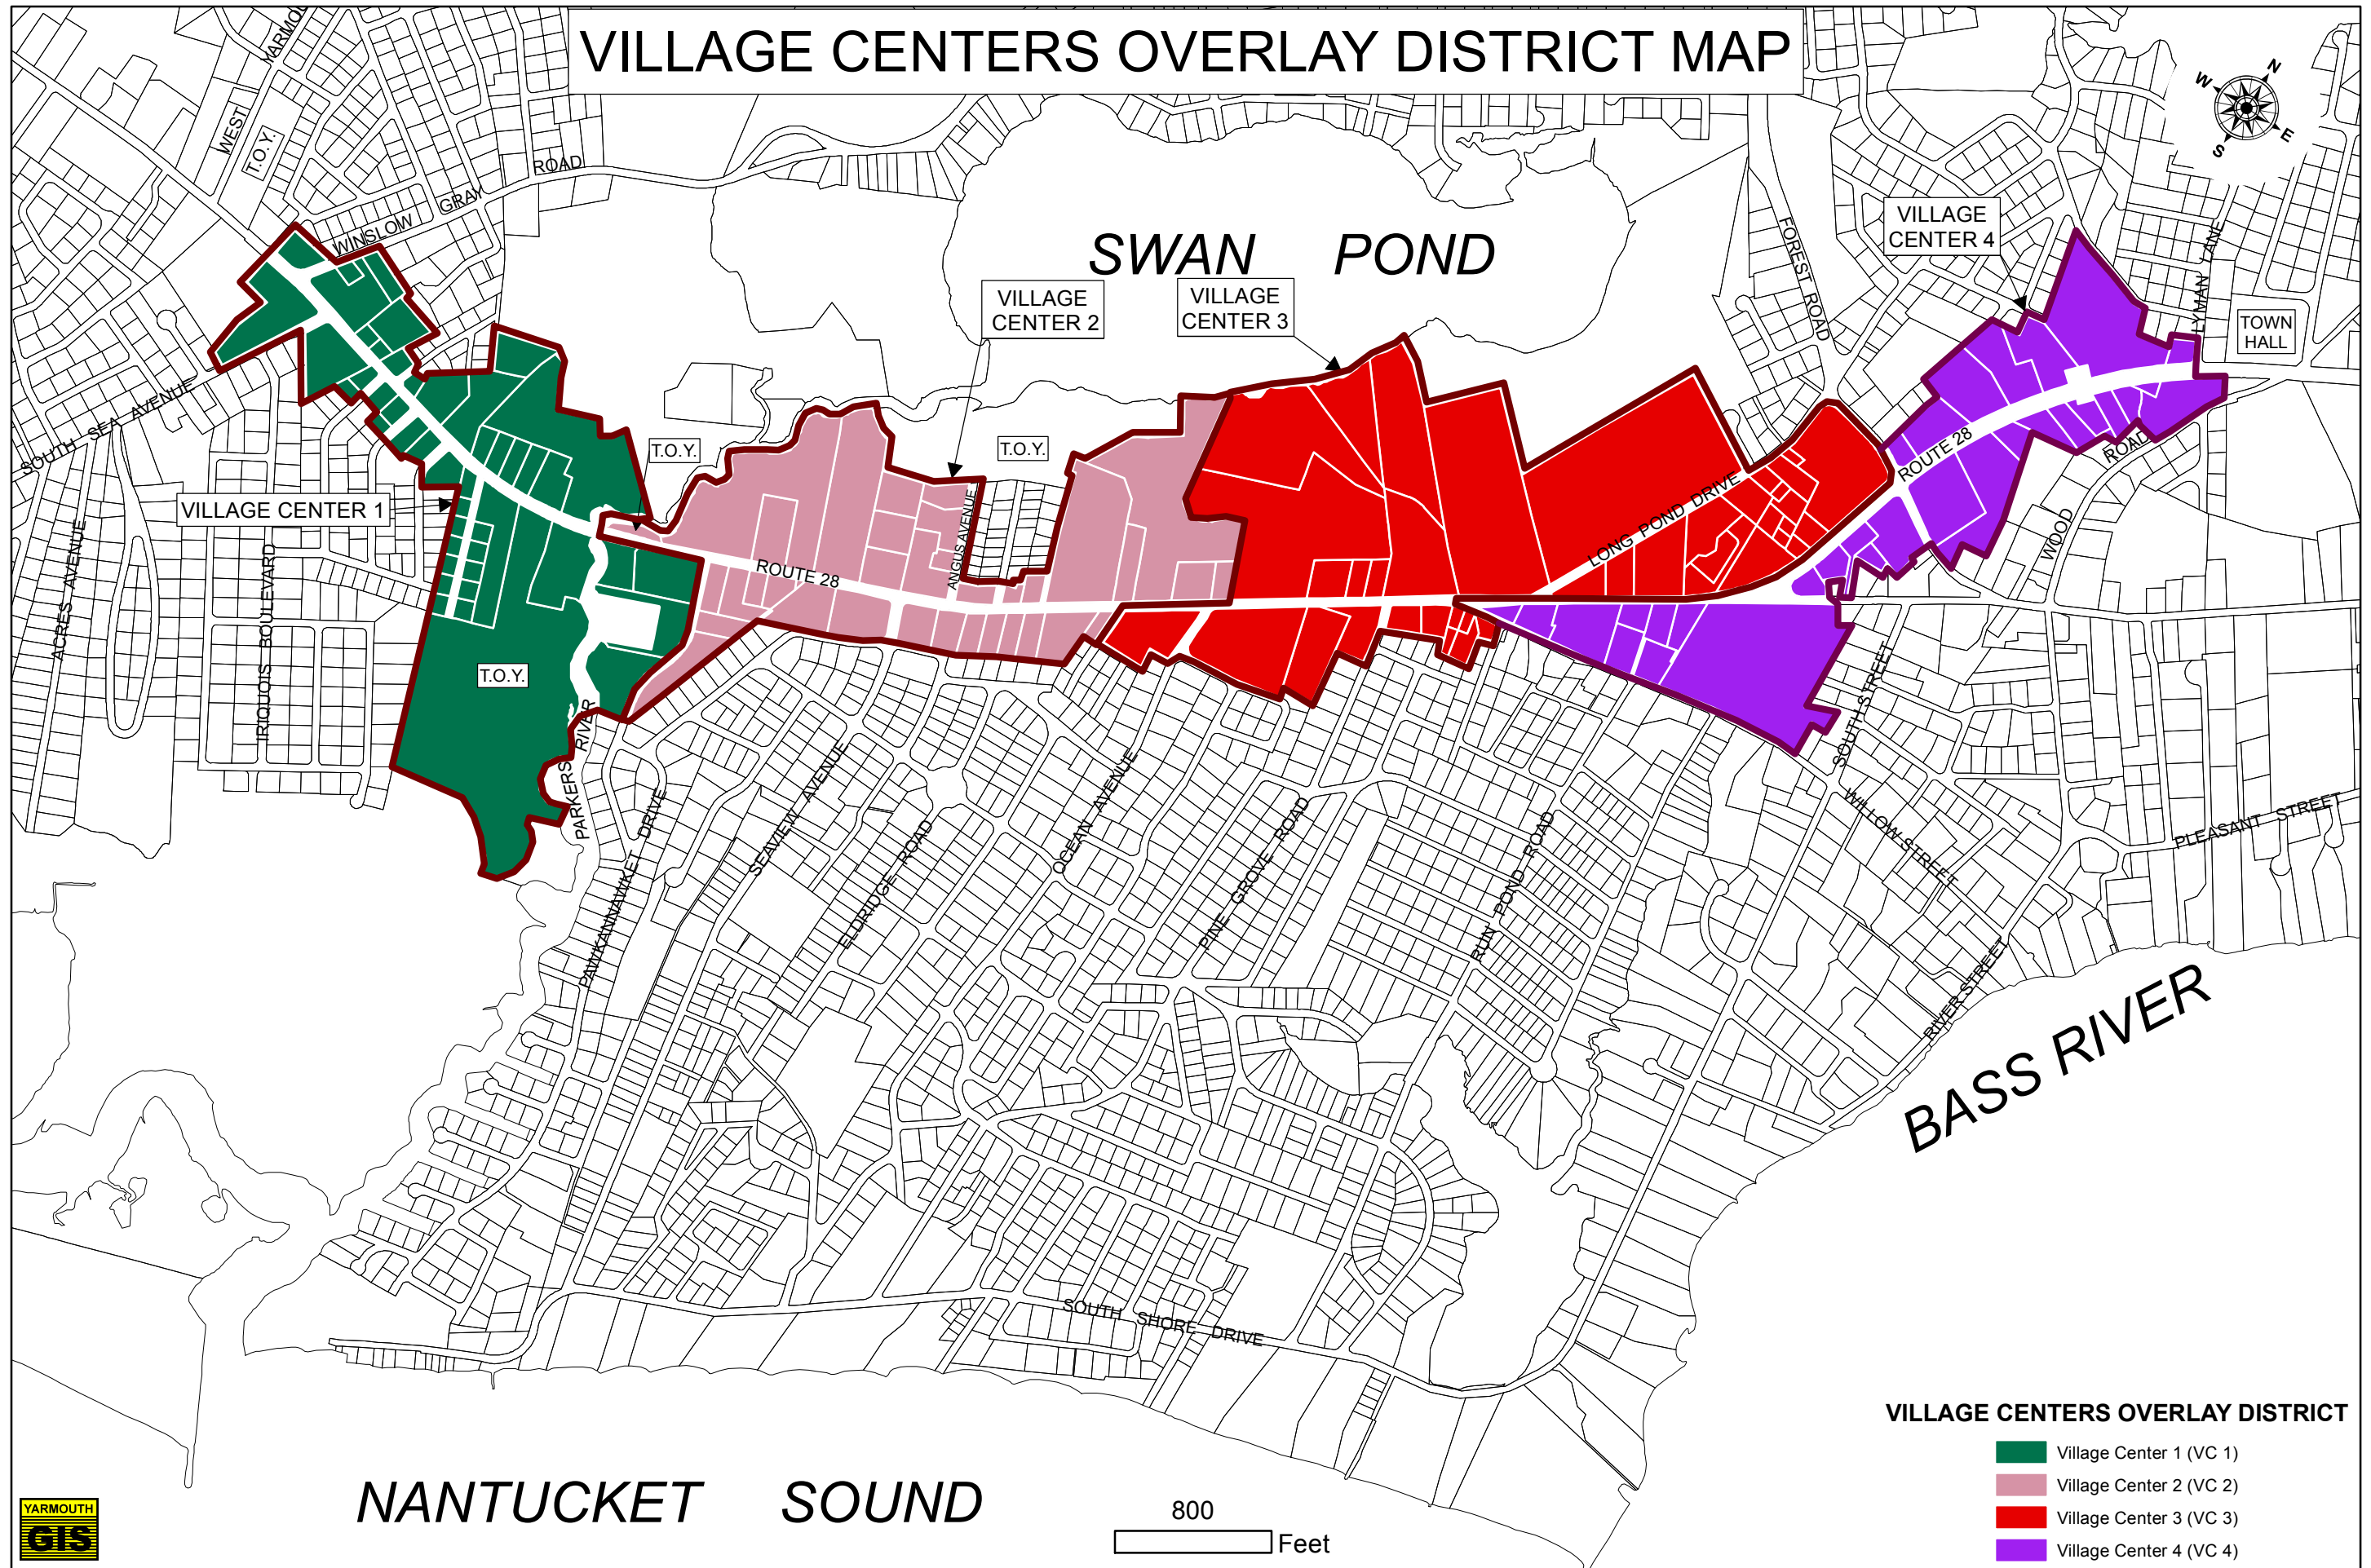 VILLAGE CENTERS OVERLAY DISTRICT MAP
WEST
YARMOU
T.O.Y.
WINSLOW GRAY ROAD
N
W
E
S
SWAN POND
FOREST ROAD
VILLAGE
CENTER 4
LYMAN LANE
TOWN
HALL
VILLAGE
CENTER 2
VILLAGE
CENTER 3
SOUTH SEA AVENUE
T.O.Y.
T.O.Y.
VILLAGE CENTER 1
ANGUS AVENUE
ROUTE 28
LONG POND DRIVE
ROUTE 28
WOOD ROAD
ACRES AVENUE
IRIQUOIS BOULEVARD
T.O.Y.
PARKERS RIVER
SOUTH STREET
PAWKANNAWKET DRIVE
SEAVIEW AVENUE
ELDRIDGE ROAD
OCEAN AVENUE
PINE GROVE ROAD
RUN POND ROAD
WILLOW STREET
PLEASANT STREET
RIVER STREET
BASS RIVER
SOUTH SHORE DRIVE
NANTUCKET SOUND
YARMOUTH
GIS
800
Feet
VILLAGE CENTERS OVERLAY DISTRICT
Village Center 1 (VC 1)
Village Center 2 (VC 2)
Village Center 3 (VC 3)
Village Center 4 (VC 4)